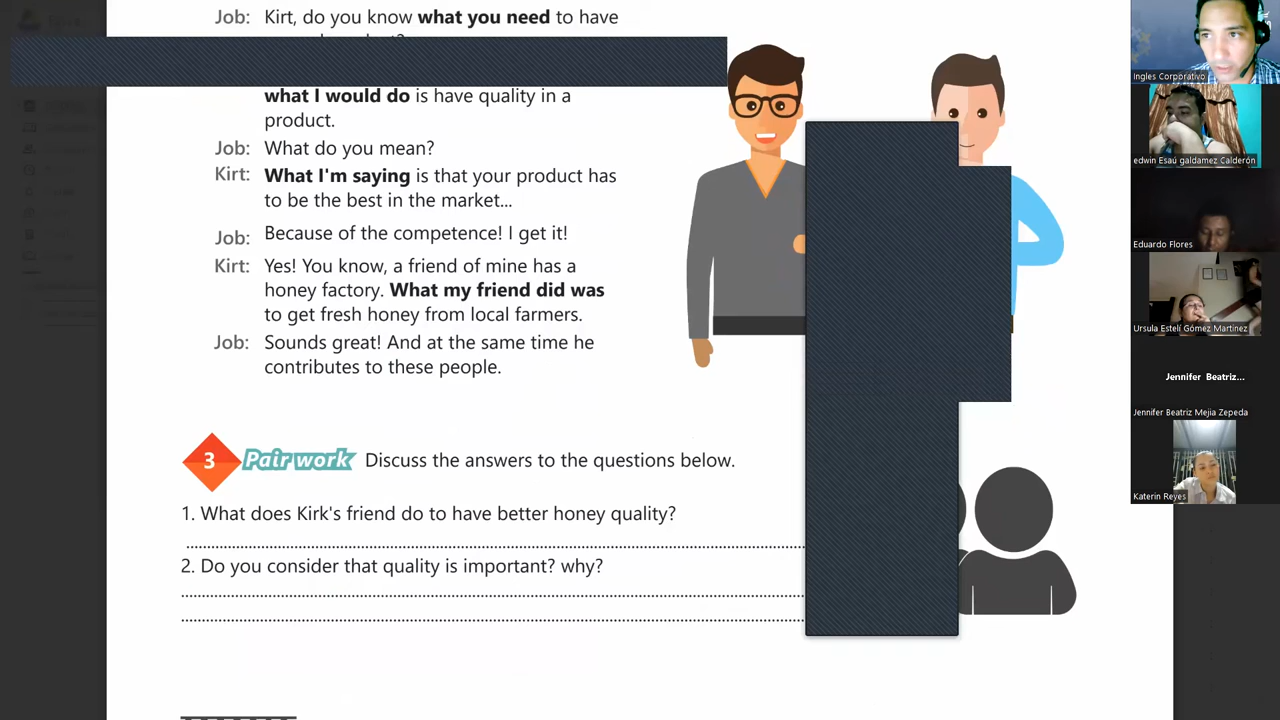 Job: Kirt, do you know what you need to have
what I would do is have quality in a
product.
Job: What do you mean?
Kirt: What I'm saying is that your product has
to be the best in the market...
Job: Because of the competence! I get it!
Kirt: Yes! You know, a friend of mine has a
honey factory. What my friend did was
to get fresh honey from local farmers.
Job: Sounds great! And at the same time he
contributes to these people.
3 Pair work Discuss the answers to the questions below.
1. What does Kirk's friend do to have better honey quality?
2. Do you consider that quality is important? why?
Ingles Corporativo
edwin Esaú galdamez Calderón
Eduardo Flores
Ursula Estelí Gómez Martinez
Jennifer Beatriz...
Jennifer Beatriz Mejia Zepeda
Katerin Reyes